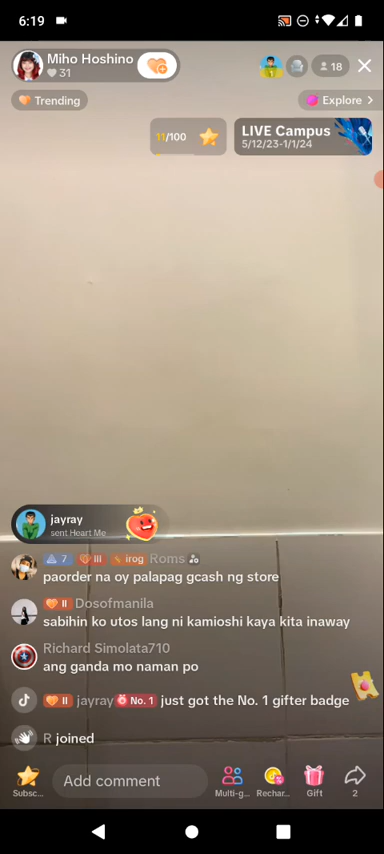 6:19
Miho Hoshino
31
18
Trending
Explore
11/100
LIVE Campus
5/12/23-1/1/24
jayray
sent Heart Me
7 III irog Roms
paorder na oy palapag gcash ng store
II Dosofmanila
sabihin ko utos lang ni kamioshi kaya kita inaway
Richard Simolata710
ang ganda mo naman po
II jayray No. 1 just got the No. 1 gifter badge
R joined
Add comment
Subsc...
Multi-g...
Rechar...
Gift
2